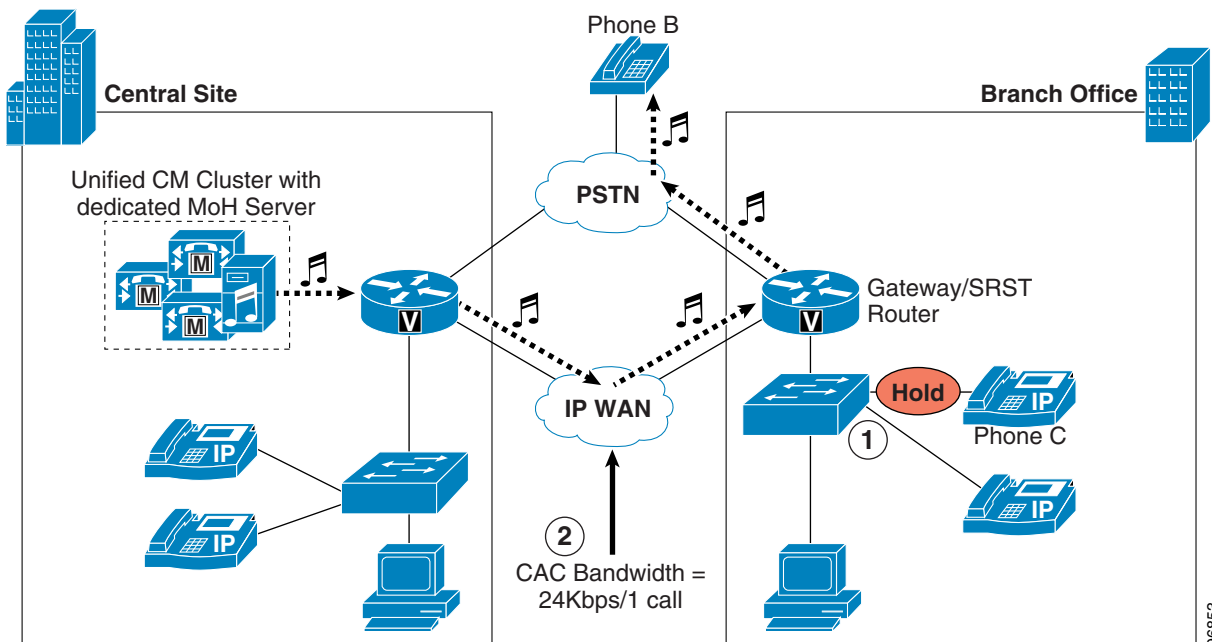 Phone B
Central Site
Branch Office
Unified CM Cluster with
dedicated MoH Server
M
M
M
PSTN
V
V
Gateway/SRST
Router
IP WAN
Hold
IP
Phone C
1
IP
IP
IP
2
CAC Bandwidth =
24Kbps/1 call